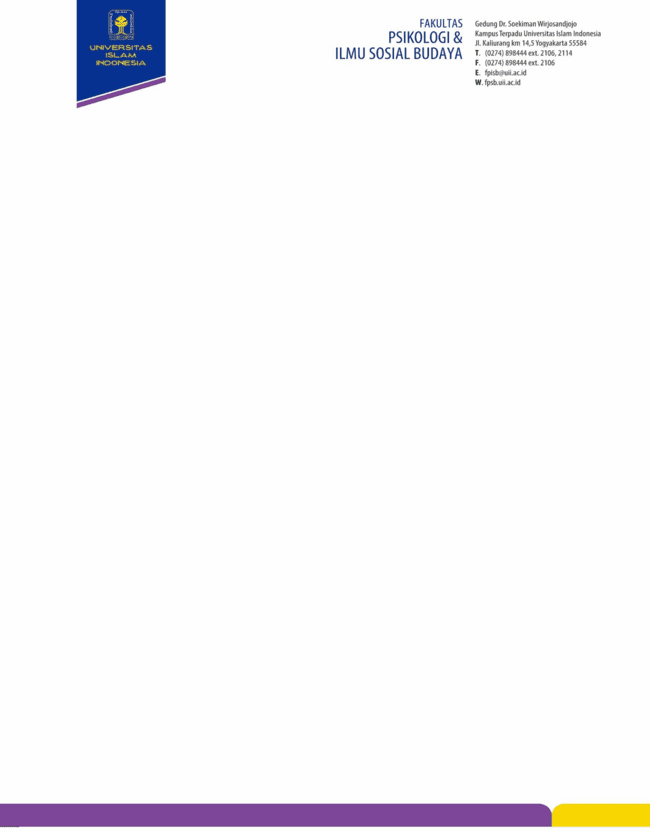 UNIVERSITAS
ISLAM
INDONESIA
FAKULTAS
PSIKOLOGI &
ILMU SOSIAL BUDAYA
Gedung Dr. Soekiman Wirjosandjojo
Kampus Terpadu Universitas Islam Indonesia
Jl. Kaliurang km 14,5 Yogyakarta 55584
T. (0274) 898444 ext. 2106, 2114
F. (0274) 898444 ext. 2106
E. fpisb@uii.ac.id
W. fpsb.uii.ac.id